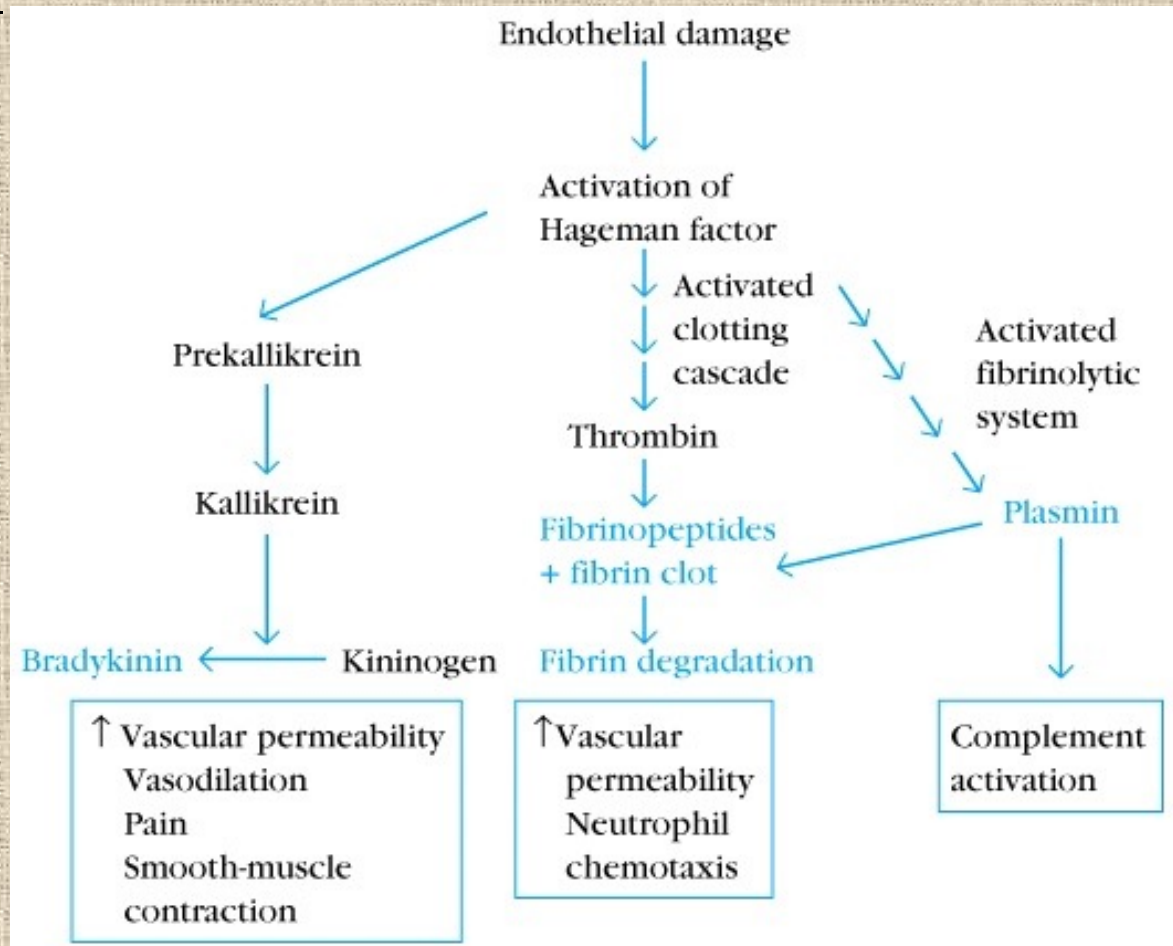 Endothelial damage
Activation of
Hageman factor
Activated
clotting
cascade
Activated
fibrinolytic
system
Prekallikrein
Thrombin
Kallikrein
Plasmin
Fibrinopeptides
+ fibrin clot
Bradykinin
Kininogen
Fibrin degradation
↑ Vascular permeability
Vasodilation
Pain
Smooth-muscle
contraction
↑Vascular
permeability
Neutrophil
chemotaxis
Complement
activation